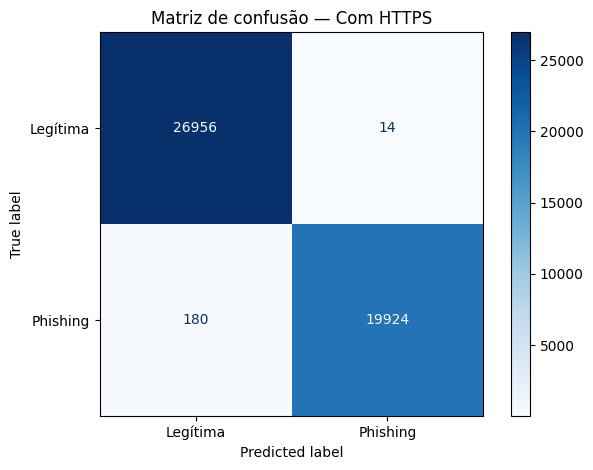 Matriz de confusão — Com HTTPS
True label
Legítima
26956
14
Phishing
180
19924
Legítima
Phishing
Predicted label
25000
20000
15000
10000
5000